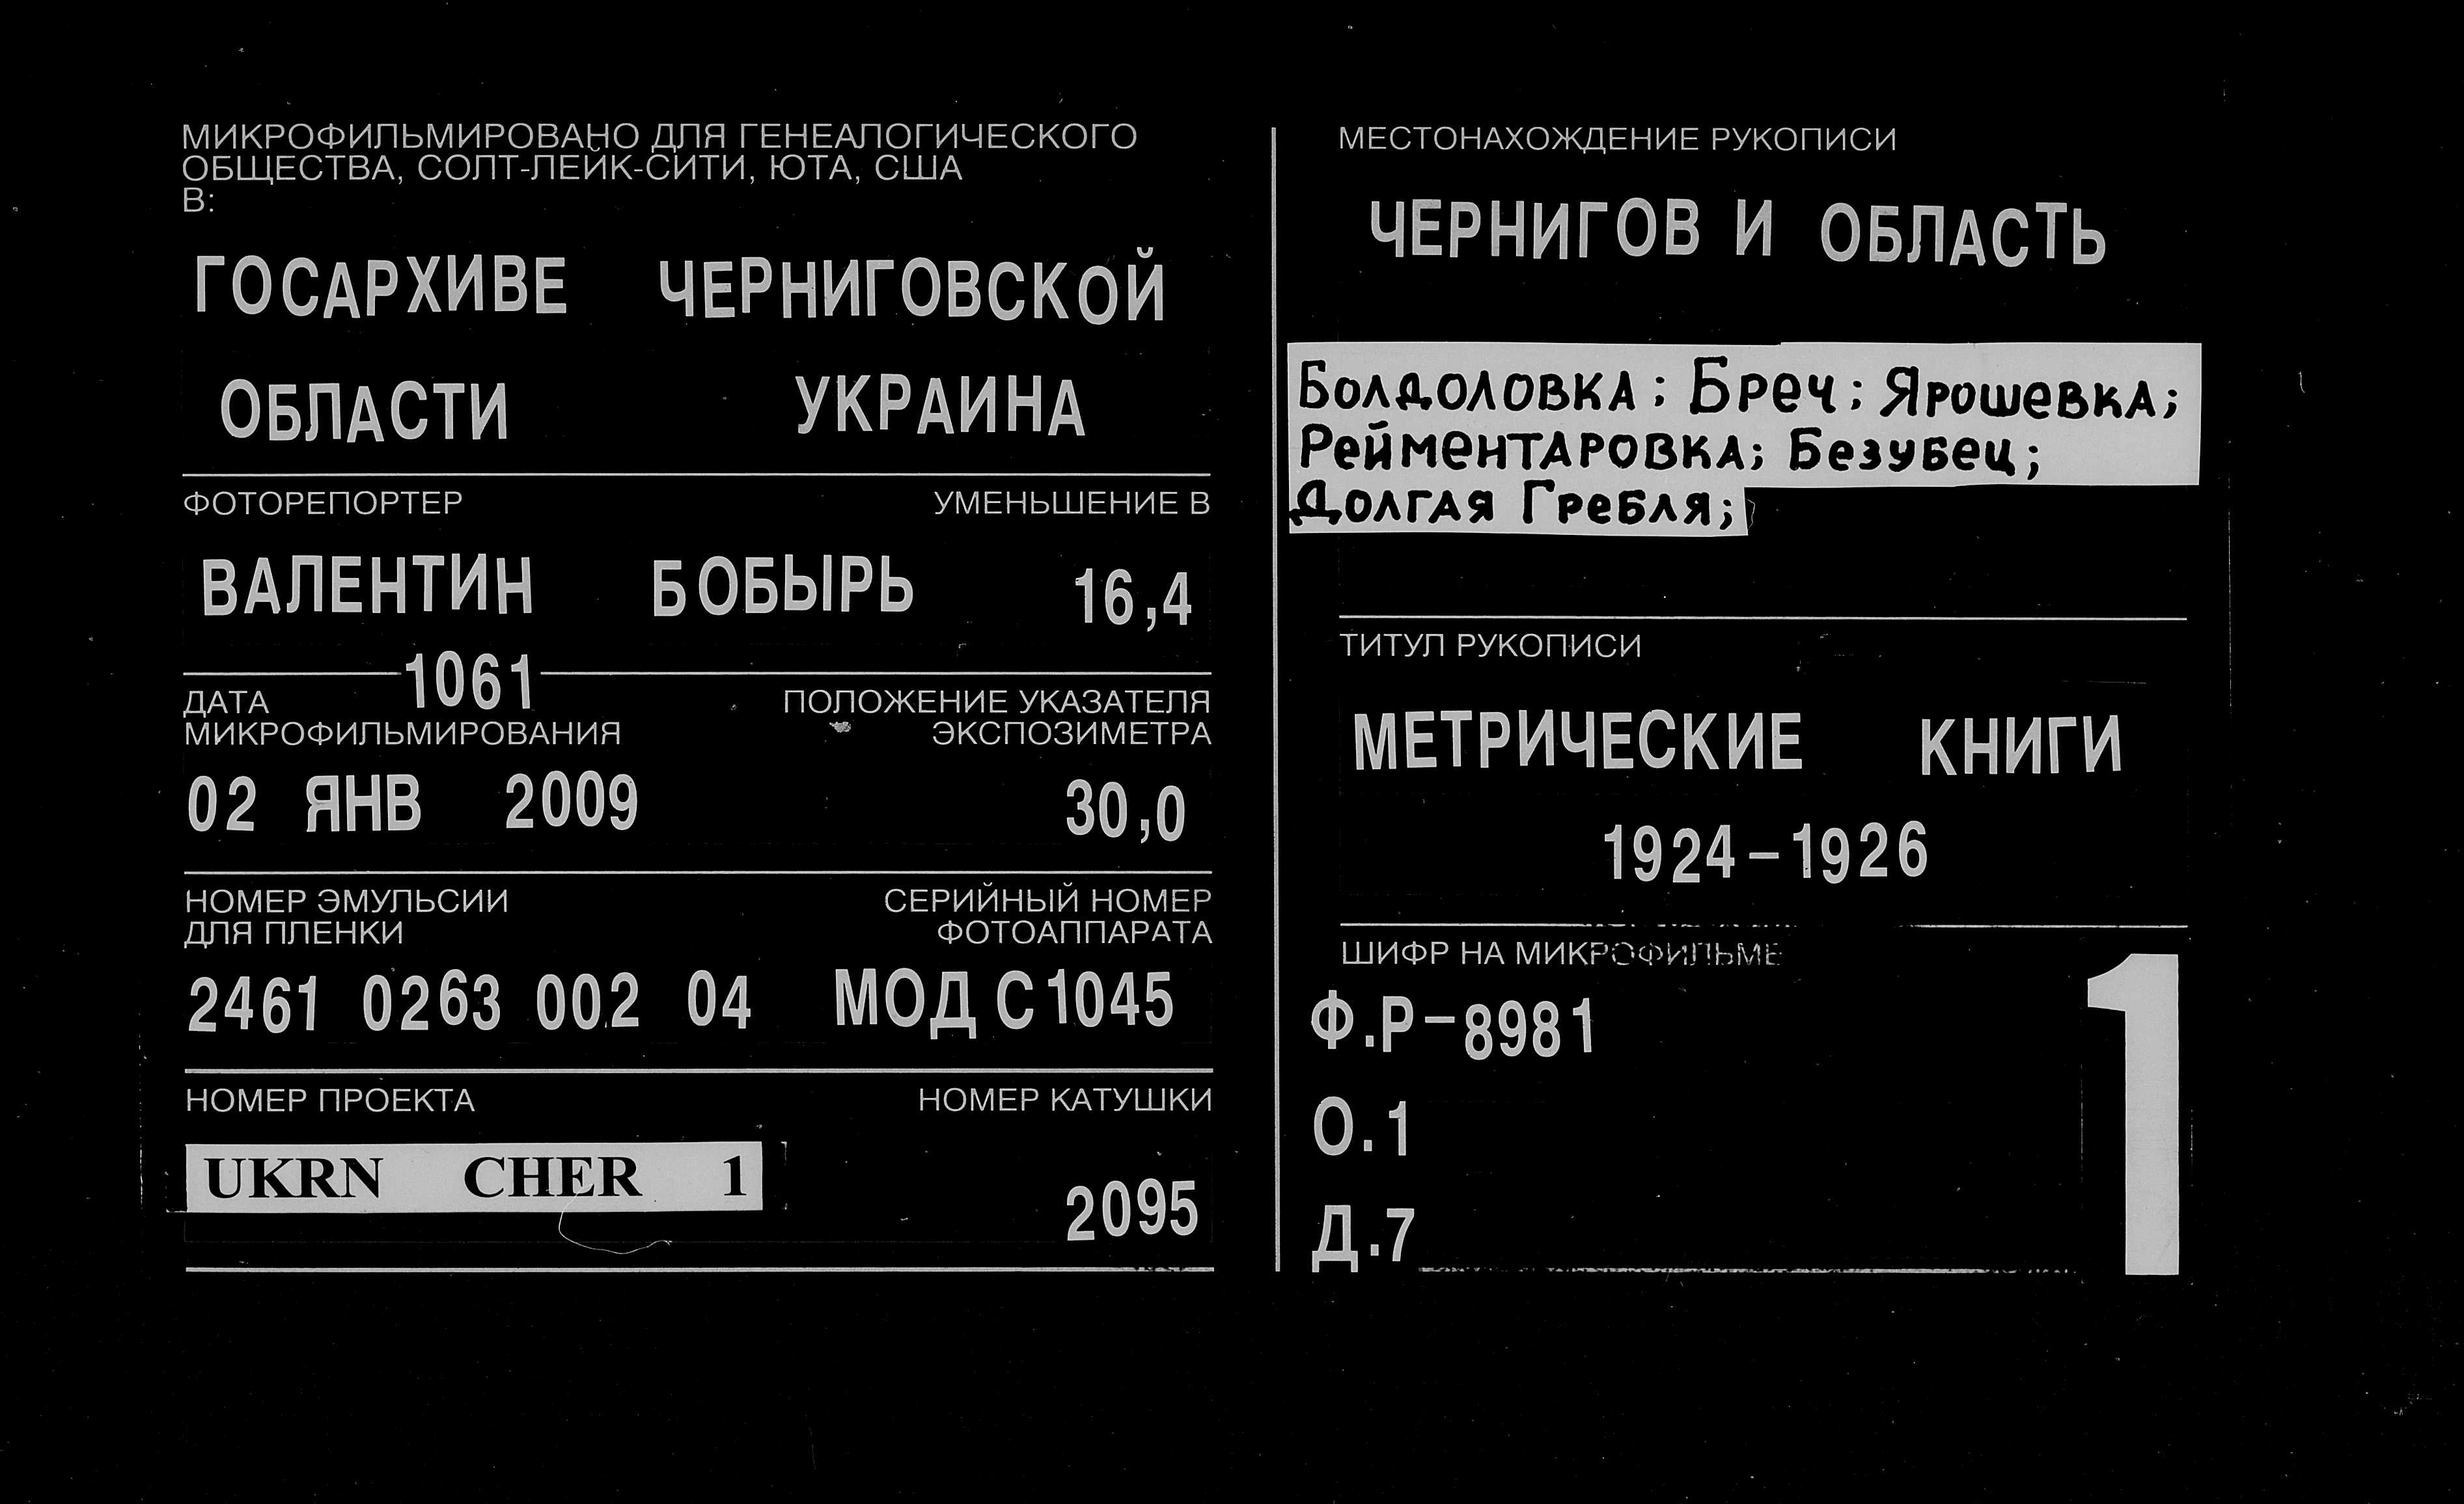 МИКРОФИЛЬМИРОВАНО ДЛЯ ГЕНЕАЛОГИЧЕСКОГО
ОБЩЕСТВА, СОЛТ-ЛЕЙК-СИТИ, ЮТА, США
В:
ГОСАРХИВЕ ЧЕРНИГОВСКОЙ
ОБЛАСТИ УКРАИНА
ФОТОРЕПОРТЕР УМЕНЬШЕНИЕ В
ВАЛЕНТИН БОБЫРЬ 16,4
1061
ДАТА ПОЛОЖЕНИЕ УКАЗАТЕЛЯ
МИКРОФИЛЬМИРОВАНИЯ ЭКСПОЗИМЕТРА
02 ЯНВ 2009 30,0
НОМЕР ЭМУЛЬСИИ СЕРИЙНЫЙ НОМЕР
ДЛЯ ПЛЕНКИ ФОТОАППАРАТА
2461 0263 002 04 МОД С1045
НОМЕР ПРОЕКТА НОМЕР КАТУШКИ
UKRN CHER 1
2095
МЕСТОНАХОЖДЕНИЕ РУКОПИСИ
ЧЕРНИГОВ И ОБЛАСТЬ
Болдоловка; Бреч; Ярошевка;
Рейментаровка; Безубец;
Долгая Гребля;
ТИТУЛ РУКОПИСИ
МЕТРИЧЕСКИЕ КНИГИ
1924-1926
ШИФР НА МИКРОФИЛЬМЕ
Ф.Р-8981
О.1
Д.7
1